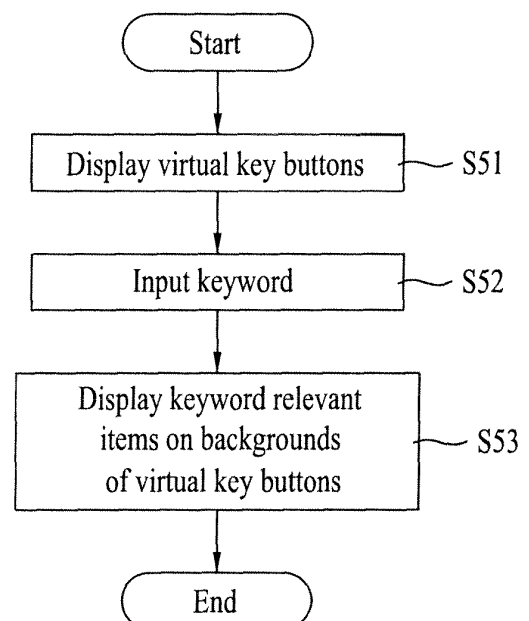 Start
Display virtual key buttons
S51
Input keyword
S52
Display keyword relevant
items on backgrounds
of virtual key buttons
S53
End